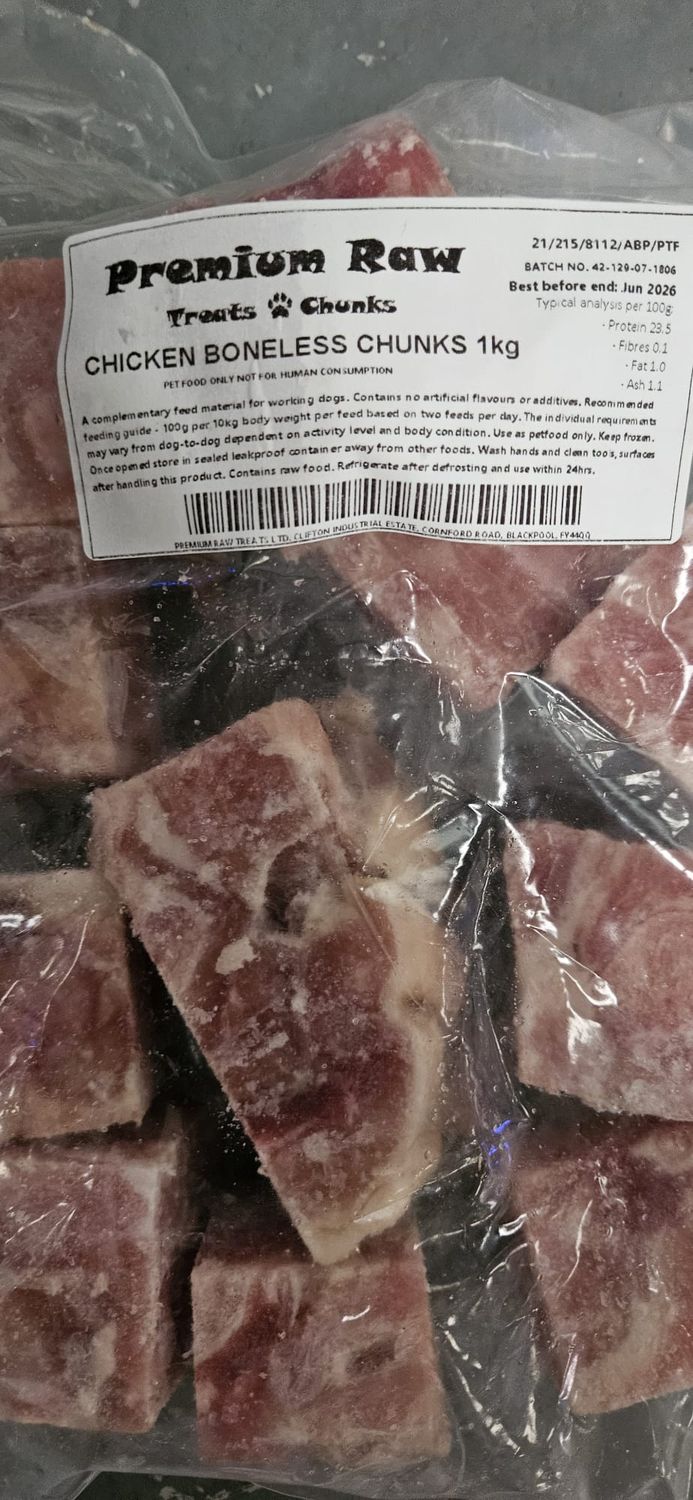 Premium Raw
Treats Chunks
CHICKEN BONELESS CHUNKS 1kg
PET FOOD ONLY NOT FOR HUMAN CONSUMPTION
21/215/8112/ABP/PTF
BATCH NO. 42-129-07-1806
Best before end: Jun 2026
Typical analysis per 100g:
- Protein 23.5
- Fibres 0.1
- Fat 1.0
- Ash 1.1
A complementary feed material for working dogs. Contains no artificial flavours or additives. Recommended
feeding guide - 100g per 10kg body weight per feed based on two feeds per day. The individual requirements
may vary from dog-to-dog dependent on activity level and body condition. Use as petfood only. Keep frozen.
Once opened store in sealed leakproof container away from other foods. Wash hands and clean tools, surfaces
after handling this product. Contains raw food. Refrigerate after defrosting and use within 24hrs.
PREMIUM RAW TREATS LTD. CLIFTON INDUSTRIAL ESTATE, CORNFORD ROAD, BLACKPOOL, FY44QQ